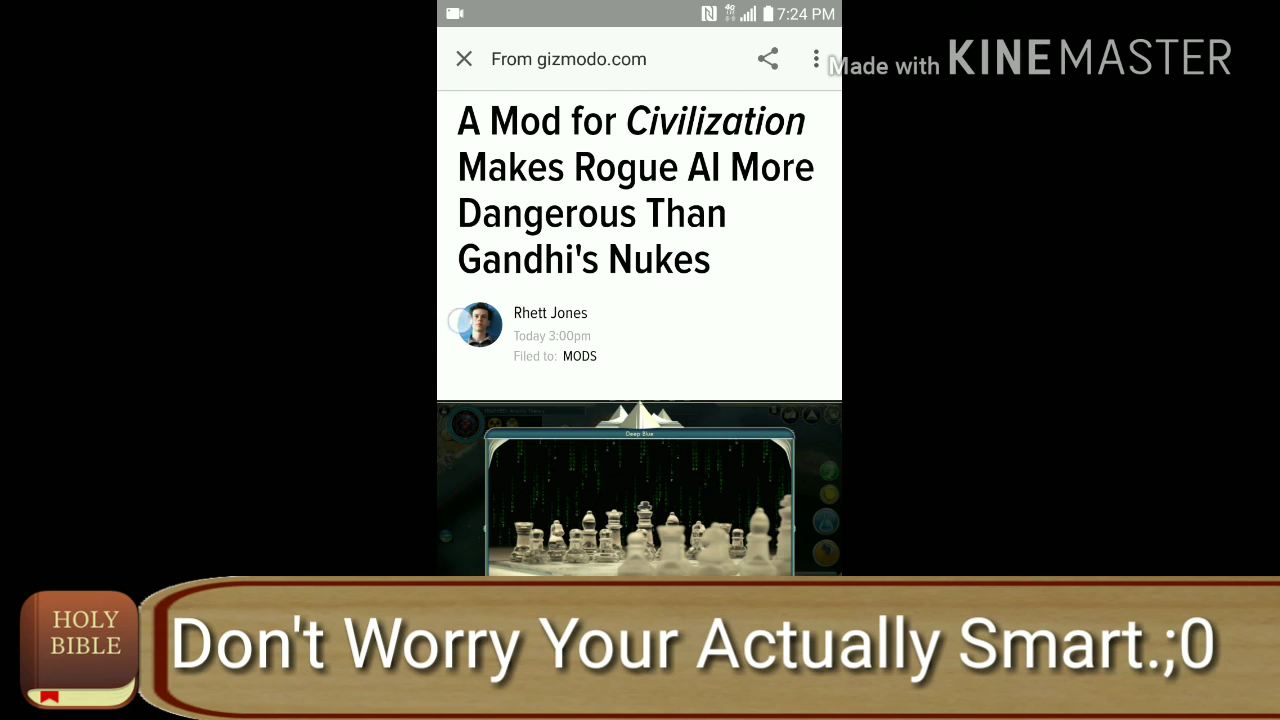 7:24 PM
From gizmodo.com
Made with KINEMASTER
A Mod for Civilization
Makes Rogue AI More
Dangerous Than
Gandhi's Nukes
Rhett Jones
Today 3:00pm
Filed to: MODS
Deep Blue
HOLY
BIBLE
Don't Worry Your Actually Smart.;0